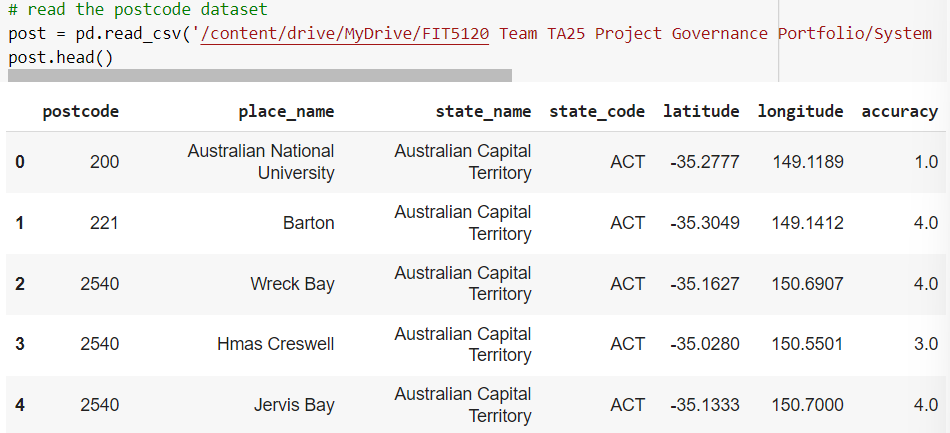 # read the postcode dataset
post = pd.read_csv('/content/drive/MyDrive/FIT5120 Team TA25 Project Governance Portfolio/System
post.head()
postcode place_name state_name state_code latitude longitude accuracy
0 200 Australian National University Australian Capital Territory ACT -35.2777 149.1189 1.0
1 221 Barton Australian Capital Territory ACT -35.3049 149.1412 4.0
2 2540 Wreck Bay Australian Capital Territory ACT -35.1627 150.6907 4.0
3 2540 Hmas Creswell Australian Capital Territory ACT -35.0280 150.5501 3.0
4 2540 Jervis Bay Australian Capital Territory ACT -35.1333 150.7000 4.0